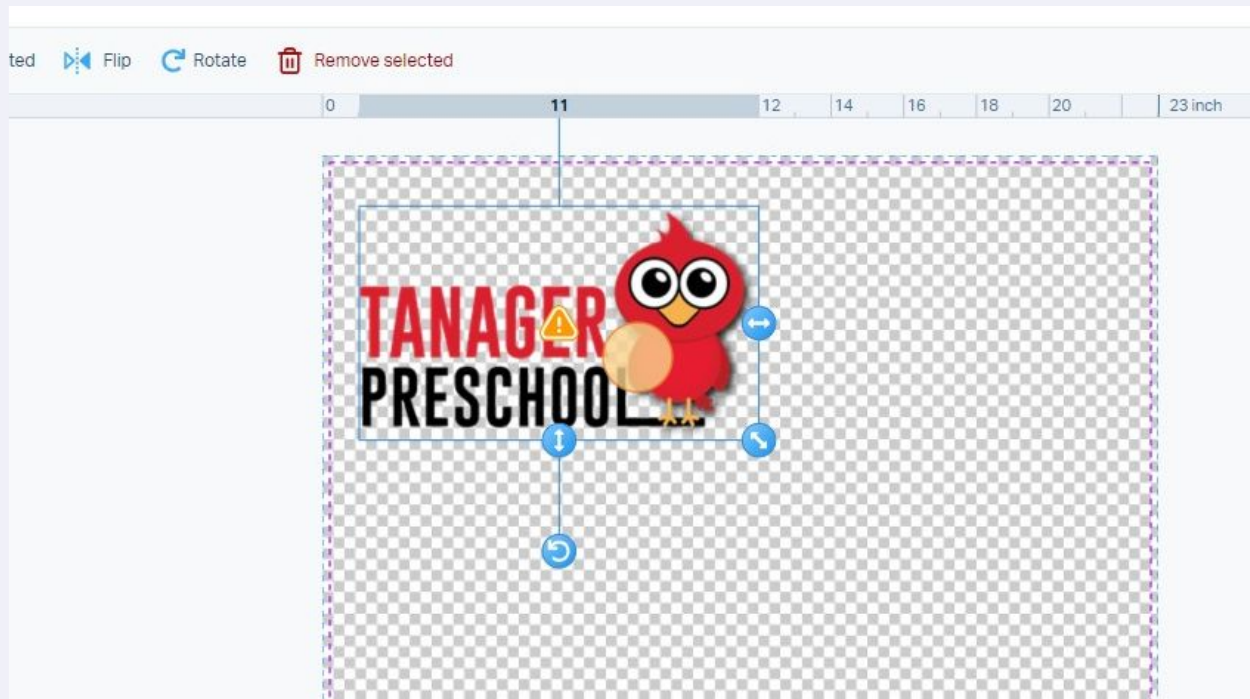 ted Flip Rotate Remove selected
0 11 12 14 16 18 20 23 inch
TANAGER
PRESCHOOL